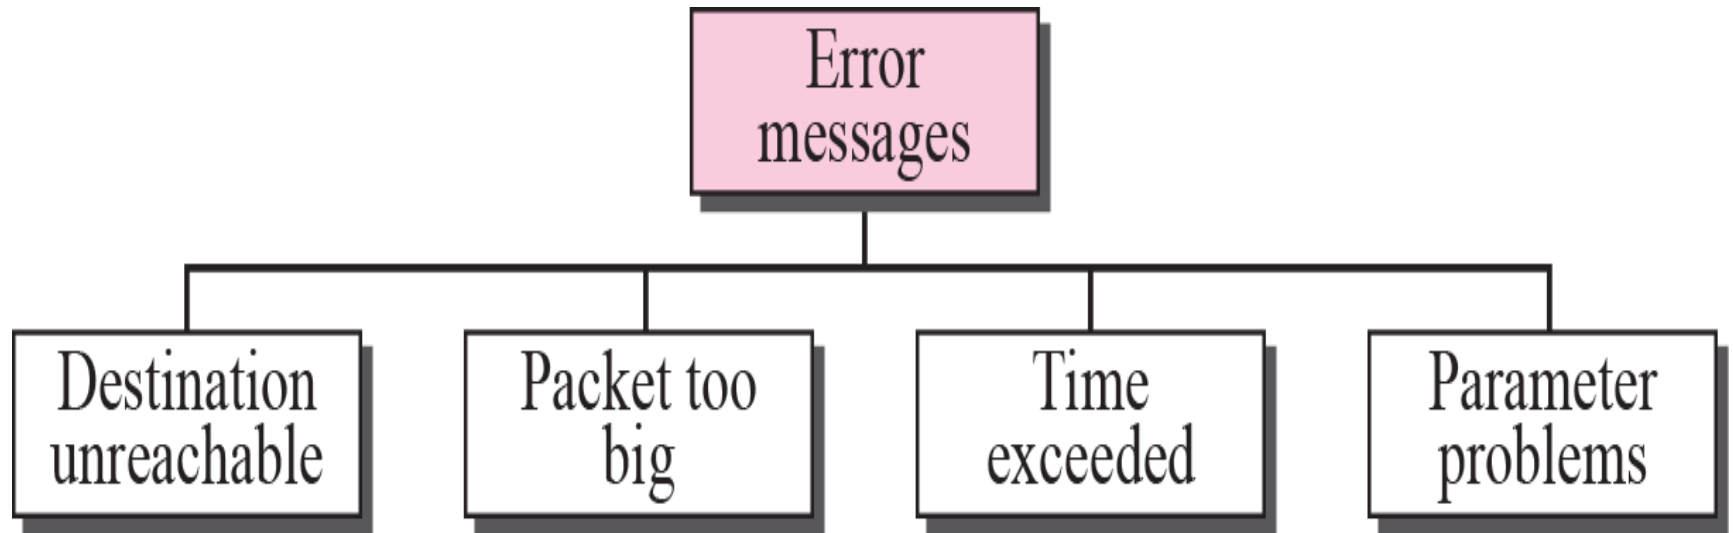 Error
messages
Destination
unreachable
Packet too
big
Time
exceeded
Parameter
problems